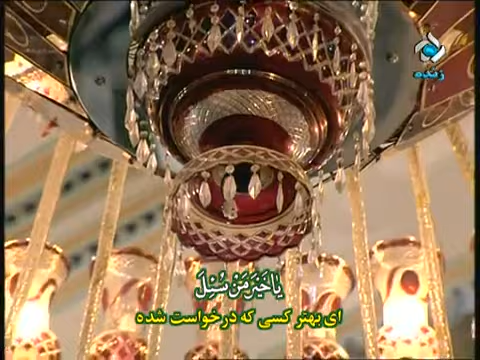 زنده
يَا خَيْرَ مَنْ سُئِلَ
ای بهتر کسی که درخواست شده